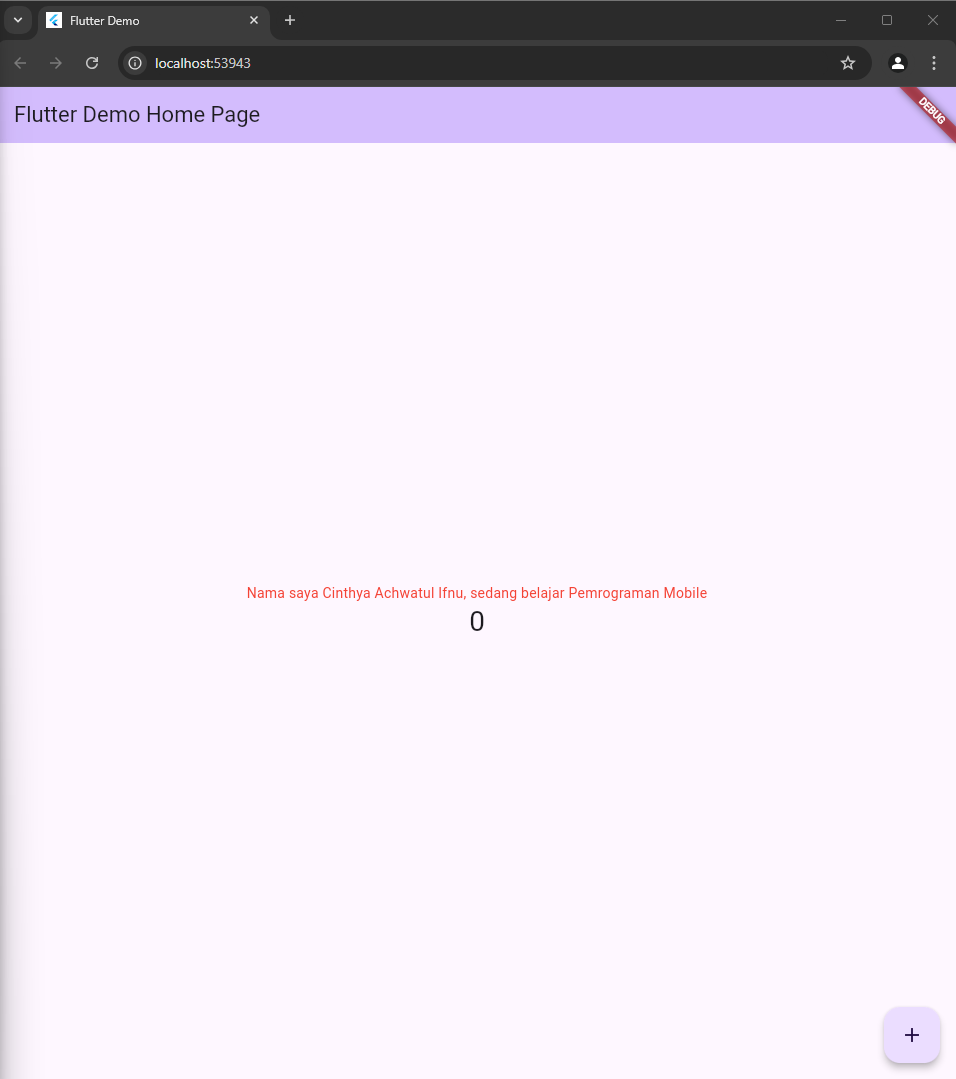 Flutter Demo
localhost:53943
Flutter Demo Home Page
DEBUG
Nama saya Cinthya Achwatul Ifnu, sedang belajar Pemrograman Mobile
0